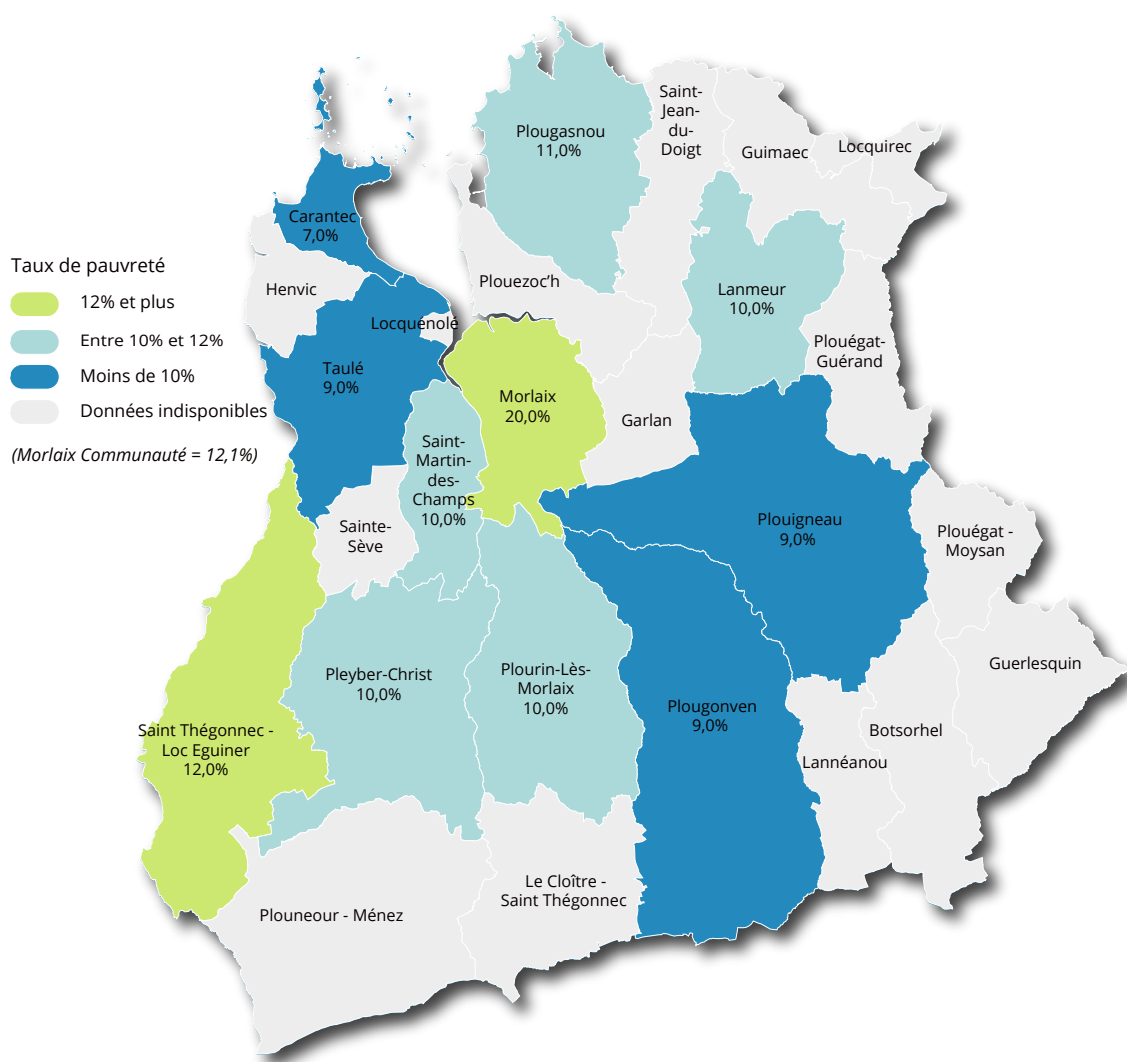 Taux de pauvreté
12% et plus
Entre 10% et 12%
Moins de 10%
Données indisponibles
(Morlaix Communauté = 12,1%)
Plougasnou
11,0%
Saint-
Jean-
du-
Doigt
Guimaec
Locquirec
Carantec
7,0%
Henvic
Plouezoc'h
Lanmeur
10,0%
Locquénolé
Taulé
9,0%
Plouégat-
Guérand
Morlaix
20,0%
Garlan
Saint-
Martin-
des-
Champs
10,0%
Sainte-
Sève
Plouigneau
9,0%
Plouégat -
Moysan
Guerlesquin
Pleyber-Christ
10,0%
Plourin-Lès-
Morlaix
10,0%
Plougonven
9,0%
Saint Thégonnec -
Loc Eguiner
12,0%
Botsorhel
Lannéanou
Le Cloître -
Saint Thégonnec
Plouneour - Ménez